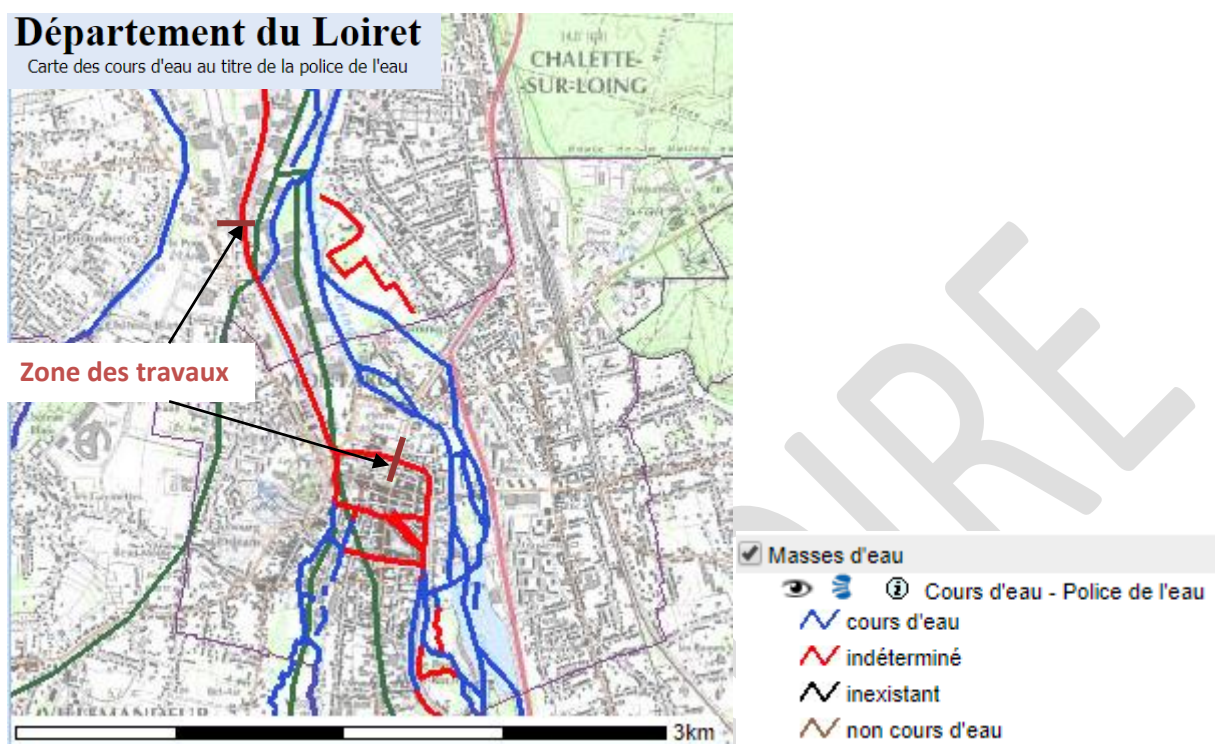 Département du Loiret
Carte des cours d'eau au titre de la police de l'eau
CHALETTE-
-SUR-LOING
Zone des travaux
3km
OIRE
Masses d'eau
Cours d'eau - Police de l'eau
cours d'eau
indéterminé
inexistant
non cours d'eau